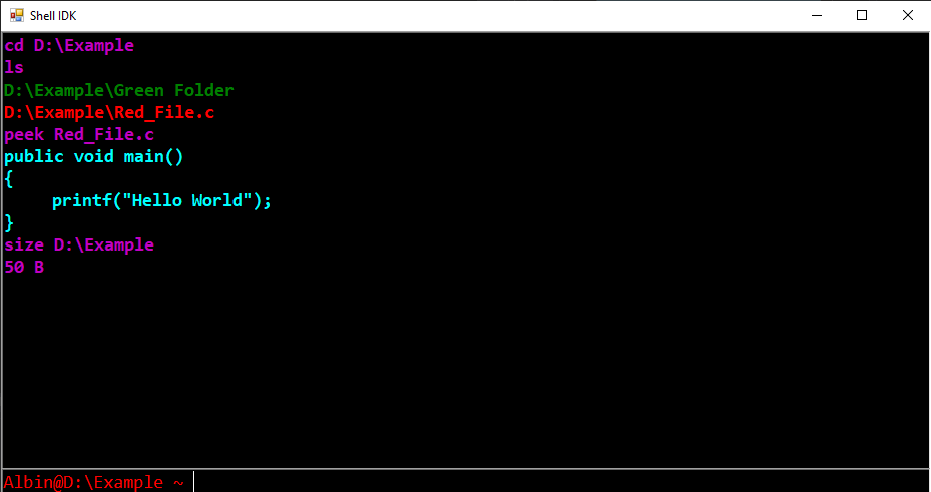 Shell IDK
cd D:\Example
ls
D:\Example\Green Folder
D:\Example\Red_File.c
peek Red_File.c
public void main()
{
     printf("Hello World");
}
size D:\Example
50 B
Albin@D:\Example ~